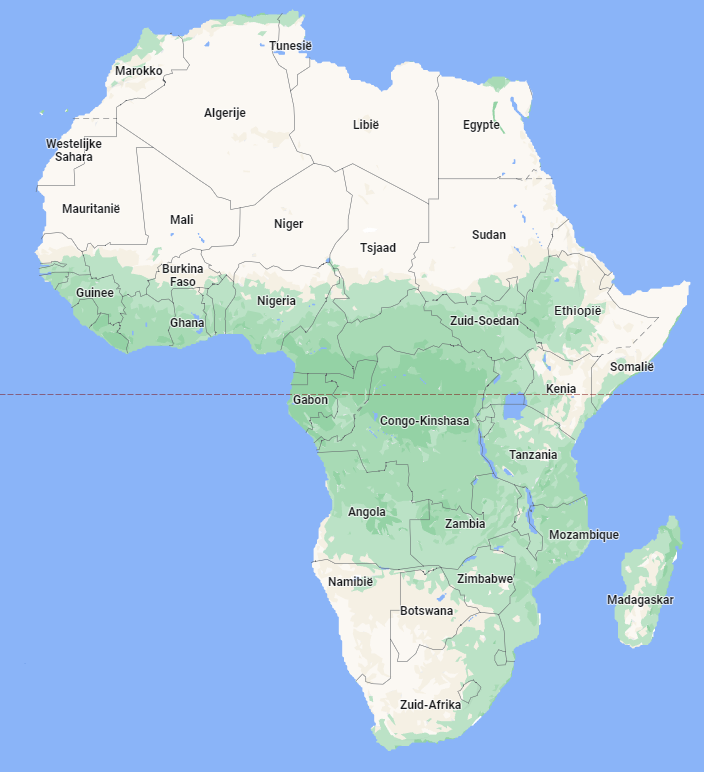 Tunesië
Marokko
Algerije
Libië
Egypte
Westelijke
Sahara
Mauritanië
Mali
Niger
Tsjaad
Sudan
Burkina
Faso
Guinee
Nigeria
Ghana
Zuid-Soedan
Ethiopië
Somalië
Kenia
Gabon
Congo-Kinshasa
Tanzania
Angola
Zambia
Mozambique
Namibië
Zimbabwe
Botswana
Madagaskar
Zuid-Afrika